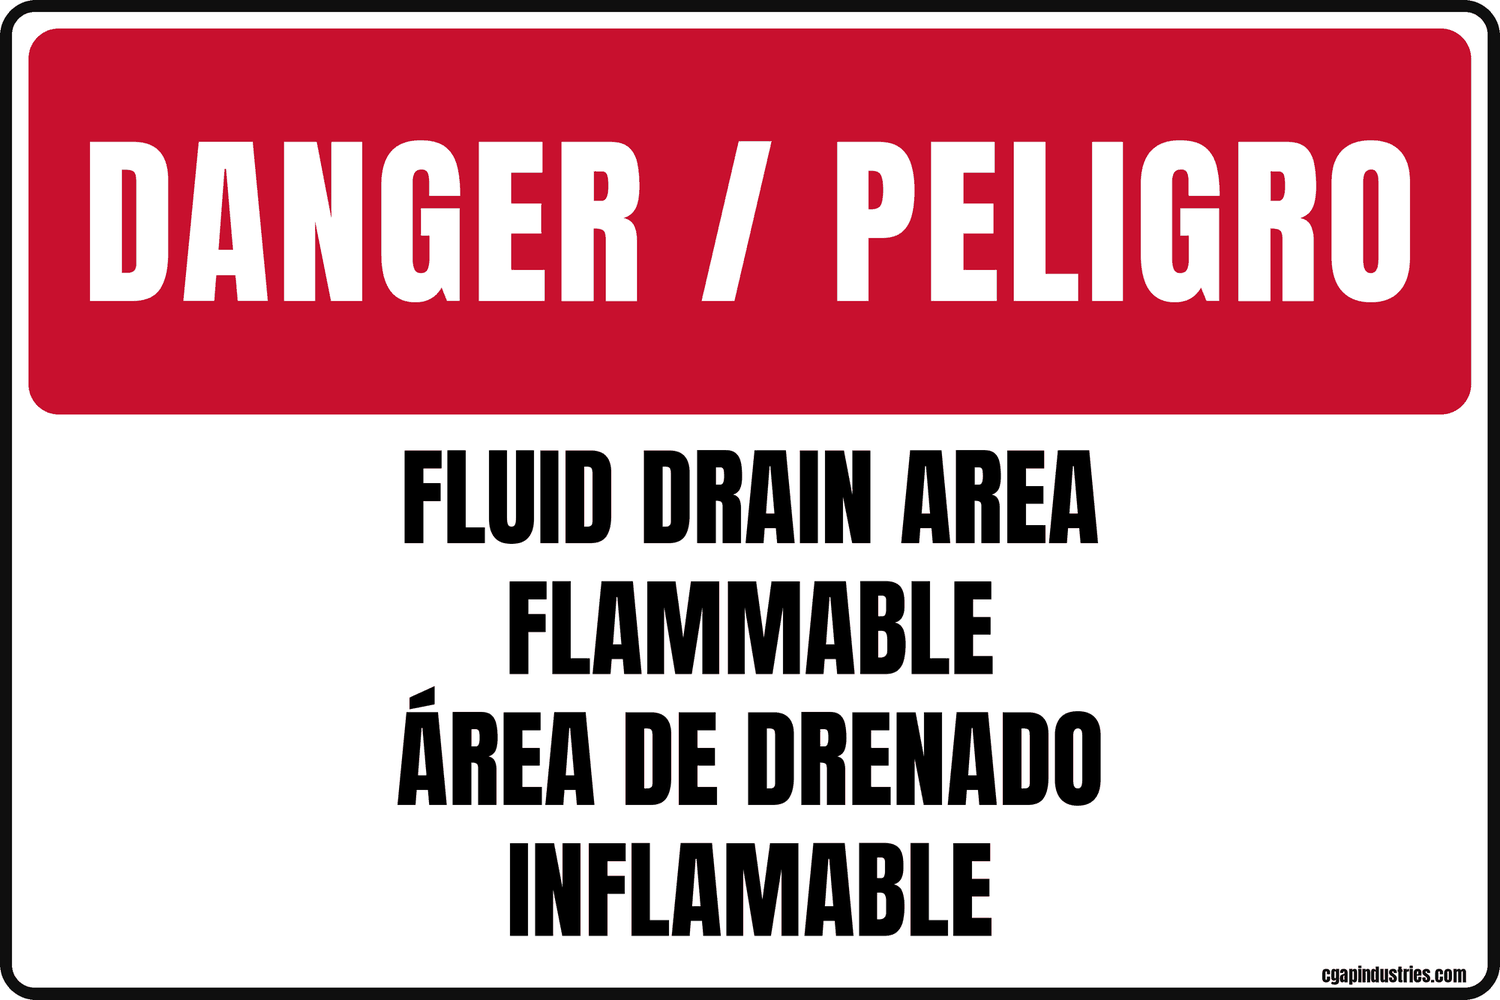 DANGER / PELIGRO
FLUID DRAIN AREA
FLAMMABLE
ÁREA DE DRENADO
INFLAMABLE
cgapindustries.com